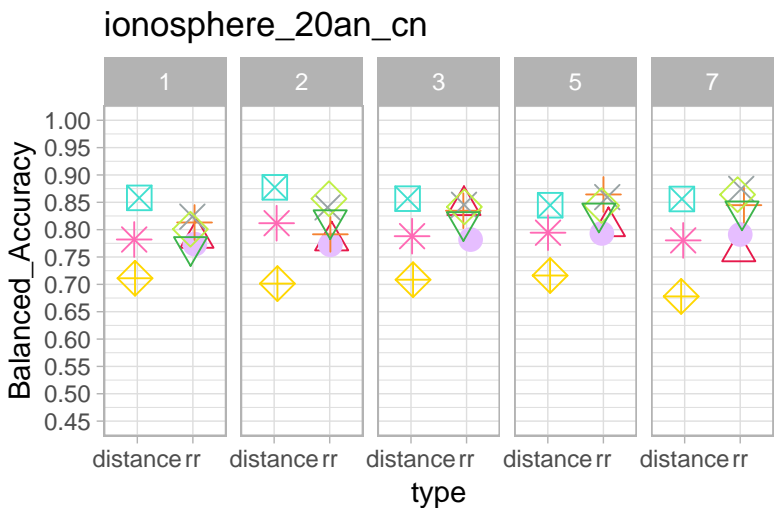 ionosphere_20an_cn
1 2 3 5 7
Balanced_Accuracy
1.00
0.95
0.90
0.85
0.80
0.75
0.70
0.65
0.60
0.55
0.50
0.45
distance rr distance rr distance rr distance rr distance rr
type